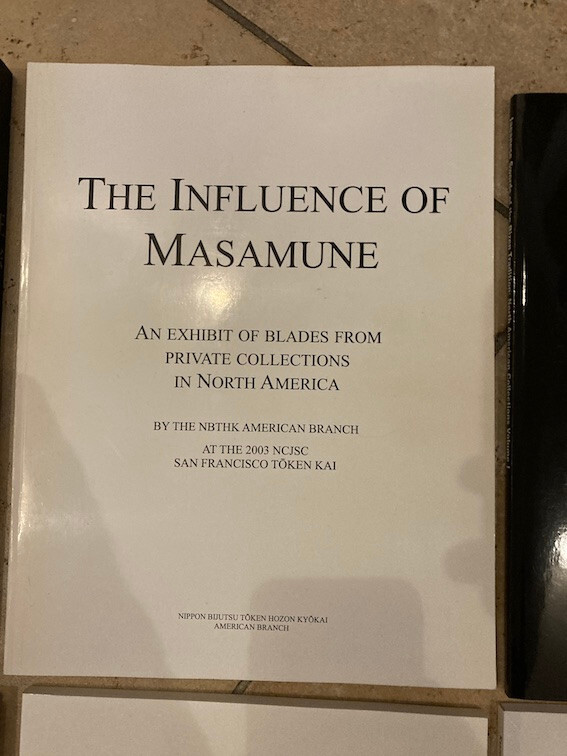 THE INFLUENCE OF
MASAMUNE
AN EXHIBIT OF BLADES FROM
PRIVATE COLLECTIONS
IN NORTH AMERICA
BY THE NBTHK AMERICAN BRANCH
AT THE 2003 NCJSC
SAN FRANCISCO TŌKEN KAI
NIPPON BIJUTSU TŌKEN HOZON KYŌKAI
AMERICAN BRANCH